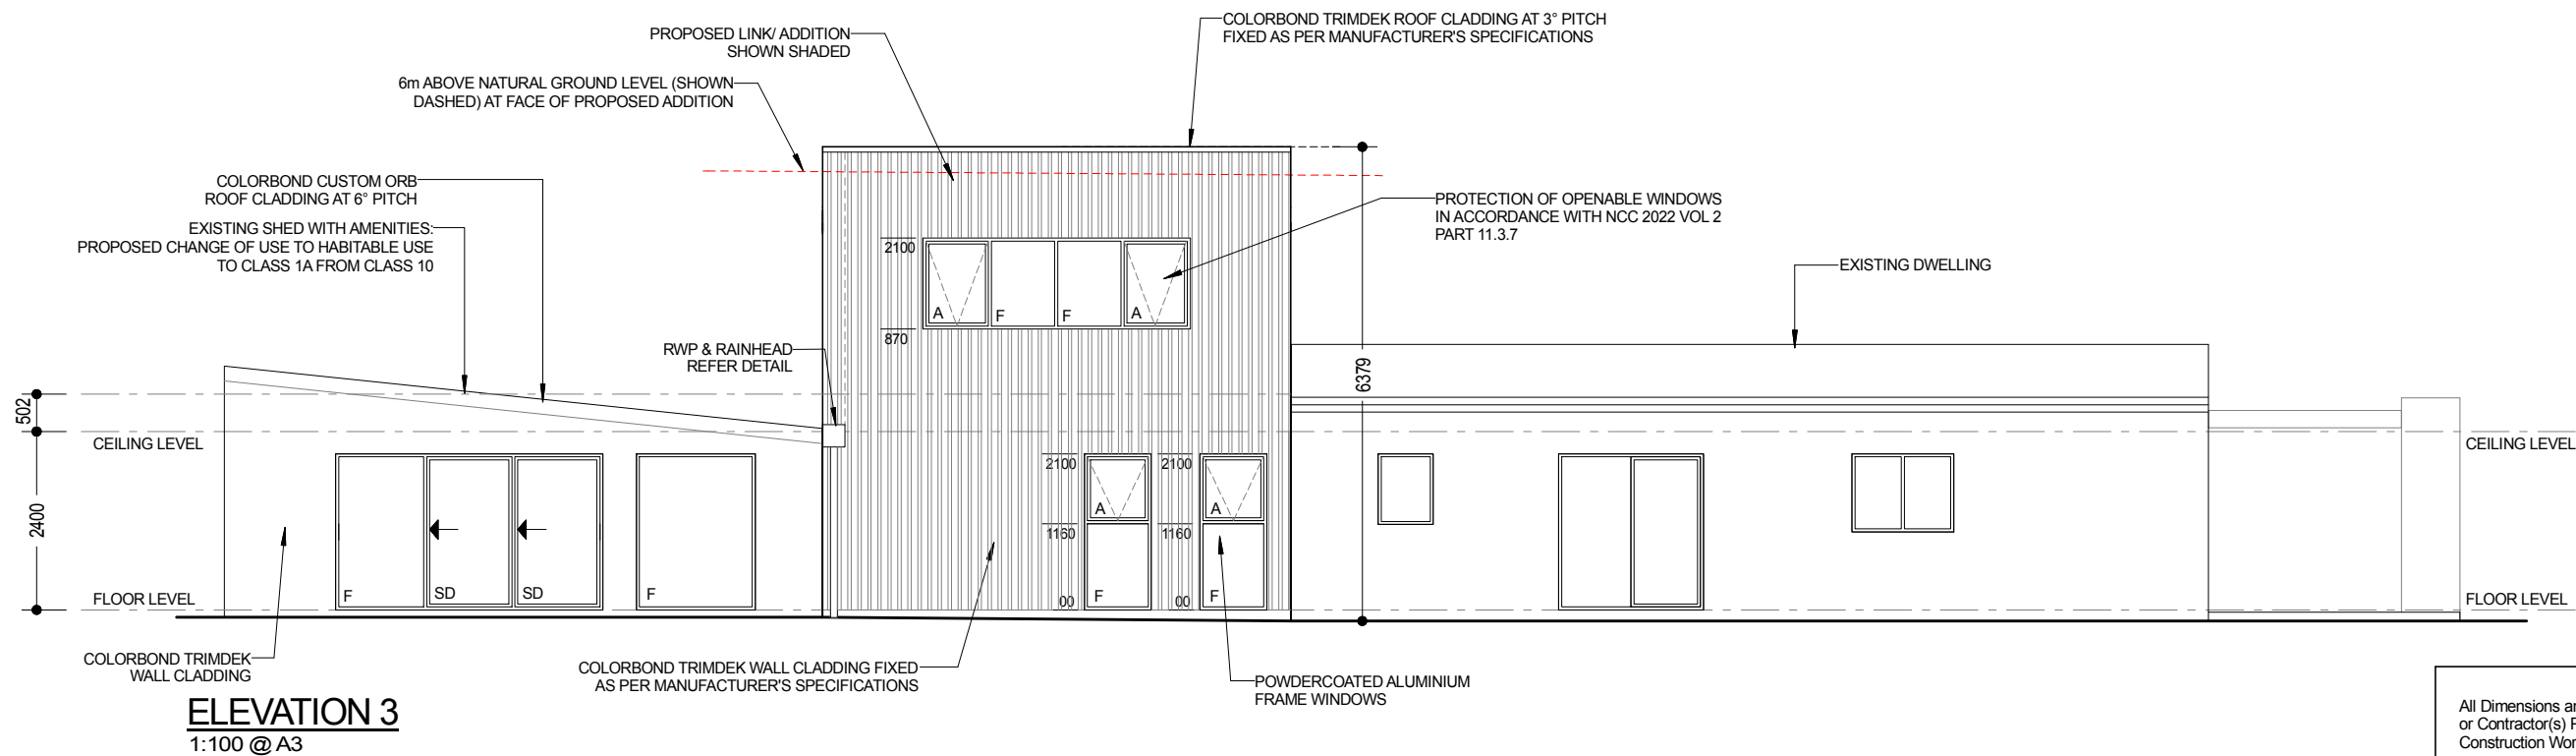 COLORBOND TRIMDEK ROOF CLADDING AT 3° PITCH
FIXED AS PER MANUFACTURER'S SPECIFICATIONS
PROPOSED LINK/ ADDITION
SHOWN SHADED
6m ABOVE NATURAL GROUND LEVEL (SHOWN
DASHED) AT FACE OF PROPOSED ADDITION
COLORBOND CUSTOM ORB
ROOF CLADDING AT 6° PITCH
EXISTING SHED WITH AMENITIES:
PROPOSED CHANGE OF USE TO HABITABLE USE
TO CLASS 1A FROM CLASS 10
PROTECTION OF OPENABLE WINDOWS
IN ACCORDANCE WITH NCC 2022 VOL 2
PART 11.3.7
EXISTING DWELLING
2100
A
F
F
A
870
RWP & RAINHEAD
REFER DETAIL
6379
502
CEILING LEVEL
CEILING LEVEL
2400
2100
2100
A
A
1160
1160
F
SD
SD
F
00
F
00
F
FLOOR LEVEL
FLOOR LEVEL
COLORBOND TRIMDEK
WALL CLADDING
COLORBOND TRIMDEK WALL CLADDING FIXED
AS PER MANUFACTURER'S SPECIFICATIONS
POWDERCOATED ALUMINIUM
FRAME WINDOWS
ELEVATION 3
1:100 @ A3
All Dimensions
or Contractor(s)
Construction